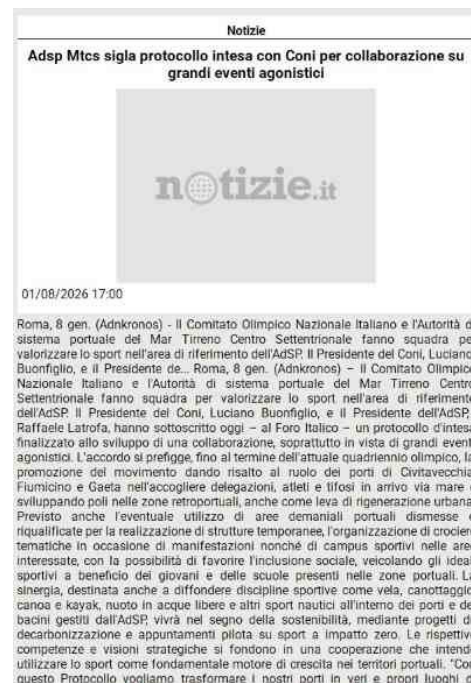 Notizie
Adsp Mtcs sigla protocollo intesa con Coni per collaborazione su
grandi eventi agonistici
notizie.it
01/08/2026 17:00
Roma, 8 gen. (Adnkronos) - Il Comitato Olimpico Nazionale Italiano e l'Autorità d
sistema portuale del Mar Tirreno Centro Settentrionale fanno squadra pe
valorizzare lo sport nell'area di riferimento dell'AdSP. Il Presidente del Coni, Luciano
Buonfiglio, e il Presidente de... Roma, 8 gen. (Adnkronos) – Il Comitato Olimpico
Nazionale Italiano e l'Autorità di sistema portuale del Mar Tirreno Centro
Settentrionale fanno squadra per valorizzare lo sport nell'area di riferimento
dell'AdSP. Il Presidente del Coni, Luciano Buonfiglio, e il Presidente dell'AdSP,
Raffaele Latrofa, hanno sottoscritto oggi – al Foro Italico – un protocollo d'intesa
finalizzato allo sviluppo di una collaborazione, soprattutto in vista di grandi event
agonistici. L'accordo si prefigge, fino al termine dell'attuale quadriennio olimpico, la
promozione del movimento dando risalto al ruolo dei porti di Civitavecchia
Fiumicino e Gaeta nell'accogliere delegazioni, atleti e tifosi in arrivo via mare e
sviluppando poli nelle zone retroportuali, anche come leva di rigenerazione urbana
Previsto anche l'eventuale utilizzo di aree demaniali portuali dismesse e
riqualificate per la realizzazione di strutture temporanee, l'organizzazione di crociere
tematiche in occasione di manifestazioni nonché di campus sportivi nelle aree
interessate, con la possibilità di favorire l'inclusione sociale, veicolando gli ideal
sportivi a beneficio dei giovani e delle scuole presenti nelle zone portuali. La
sinergia, destinata anche a diffondere discipline sportive come vela, canottaggio
canoa e kayak, nuoto in acque libere e altri sport nautici all'interno dei porti e de
bacini gestiti dall'AdSP, vivrà nel segno della sostenibilità, mediante progetti d
decarbonizzazione e appuntamenti pilota su sport a impatto zero. Le rispettive
competenze e visioni strategiche si fondono in una cooperazione che intende
utilizzare lo sport come fondamentale motore di crescita nei territori portuali. "Con
questo Protocollo vogliamo trasformare i nostri porti in veri e propri luoghi d